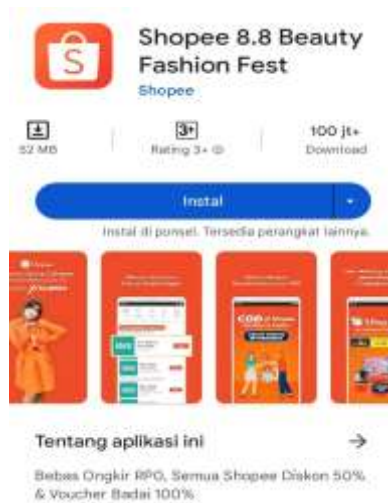 Shopee 8.8 Beauty
Fashion Fest
Shopee
52 MB
3+
Rating 3+
100 jt+
Download
Instal
Instal di ponsel. Tersedia perangkat lainnya.
COD
Tentang aplikasi ini
Bebas Ongkir RP0, Semua Shopee Diskon 50%
& Voucher Badai 100%